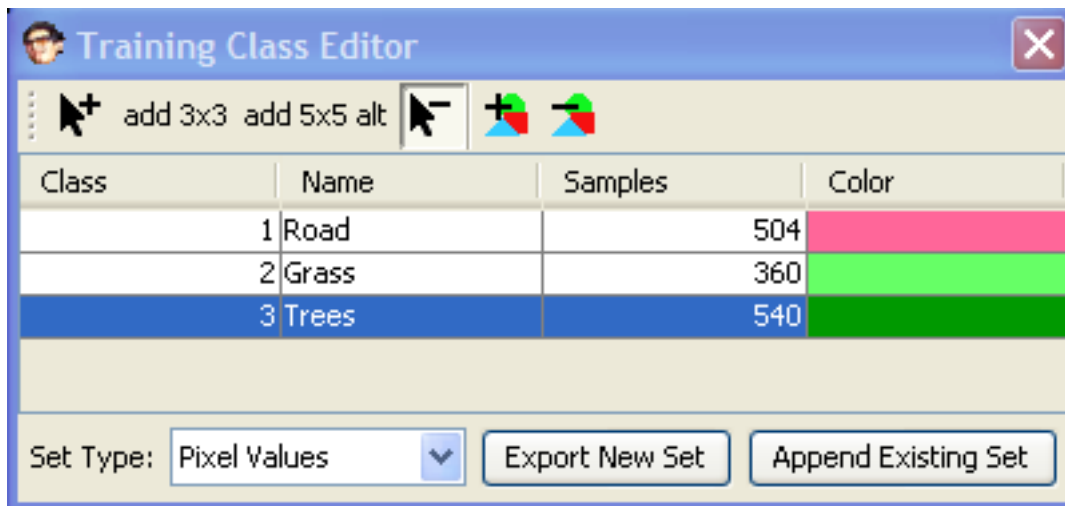 Training Class Editor
add 3x3 add 5x5 alt
Class Name Samples Color
1 Road 504
2 Grass 360
3 Trees 540
Set Type: Pixel Values Export New Set Append Existing Set